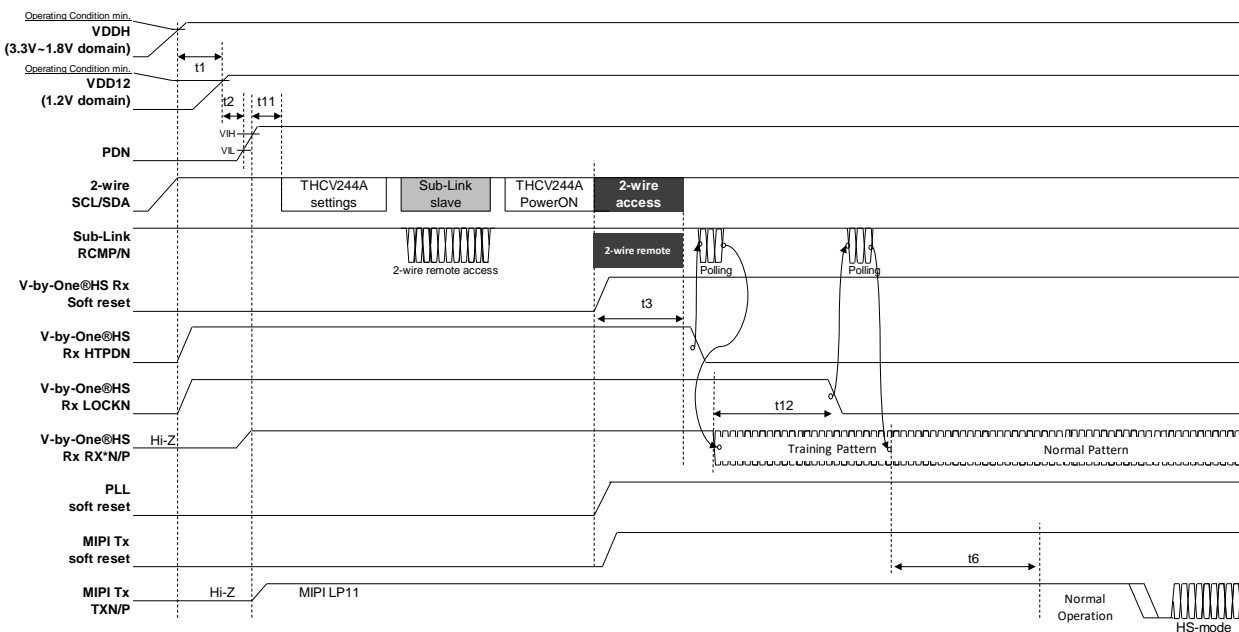 Operating Condition min.
VDDH
(3.3V~1.8V domain)
t1
Operating Condition min.
VDD12
(1.2V domain)
t2
t11
VIH
VIL
PDN
2-wire
SCL/SDA
THCV244A
settings
Sub-Link
slave
THCV244A
PowerON
2-wire
access
Sub-Link
RCMP/N
2-wire remote access
2-wire remote
Polling
Polling
V-by-One®HS Rx
Soft reset
t3
V-by-One®HS
Rx HTPDN
V-by-One®HS
Rx LOCKN
t12
V-by-One®HS
Rx RX*N/P
Hi-Z
Training Pattern
Normal Pattern
PLL
soft reset
MIPI Tx
soft reset
t6
MIPI Tx
TXN/P
Hi-Z
MIPI LP11
Normal
Operation
HS-mode